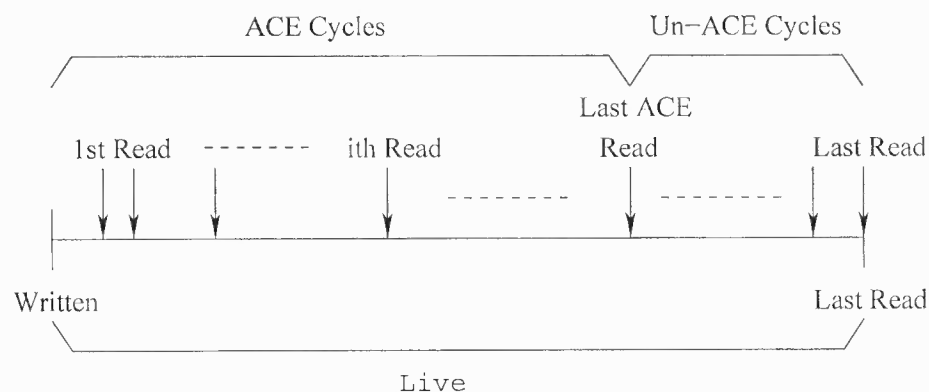 ACE Cycles
Un-ACE Cycles
Last ACE
1st Read
ith Read
Read
Last Read
Written
Last Read
Live